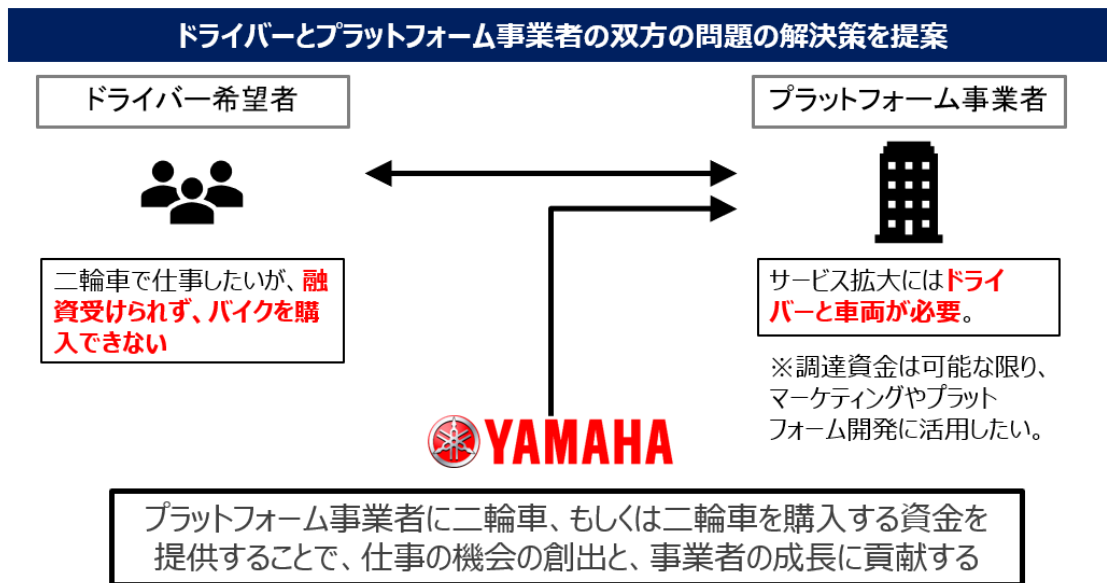 ドライバーとプラットフォーム事業者の双方の問題の解決策を提案
ドライバー希望者
プラットフォーム事業者
二輪車で仕事したいが、融
資受けられず、バイクを購
入できない
サービス拡大にはドライ
バーと車両が必要。
※調達資金は可能な限り、
マーケティングやプラット
フォーム開発に活用したい。
YAMAHA
プラットフォーム事業者に二輪車、もしくは二輪車を購入する資金を
提供することで、仕事の機会の創出と、事業者の成長に貢献する